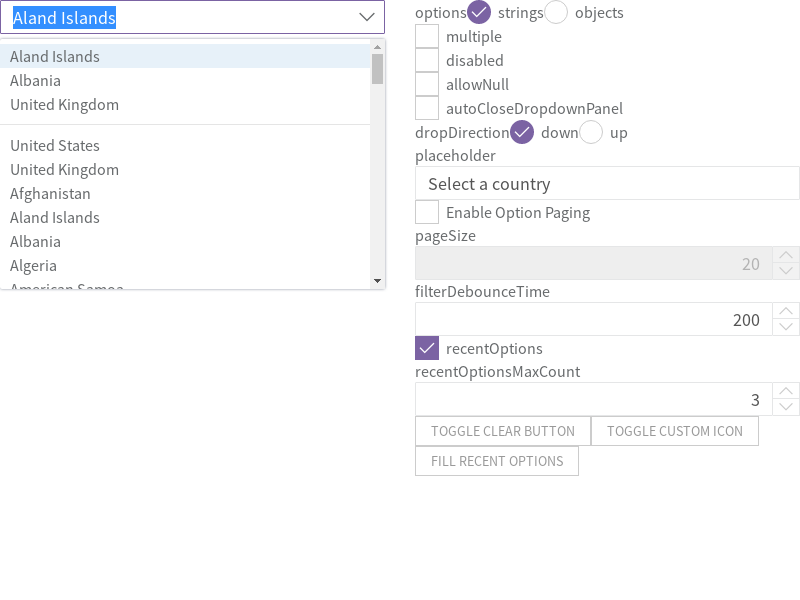 Aland Islands
Aland Islands
Albania
United Kingdom
United States
United Kingdom
Afghanistan
Aland Islands
Albania
Algeria
American Samoa
options strings objects
multiple
disabled
allowNull
autoCloseDropdownPanel
dropDirection down up
placeholder
Select a country
Enable Option Paging
pageSize
20
filterDebounceTime
200
recentOptions
recentOptionsMaxCount
3
TOGGLE CLEAR BUTTON TOGGLE CUSTOM ICON
FILL RECENT OPTIONS